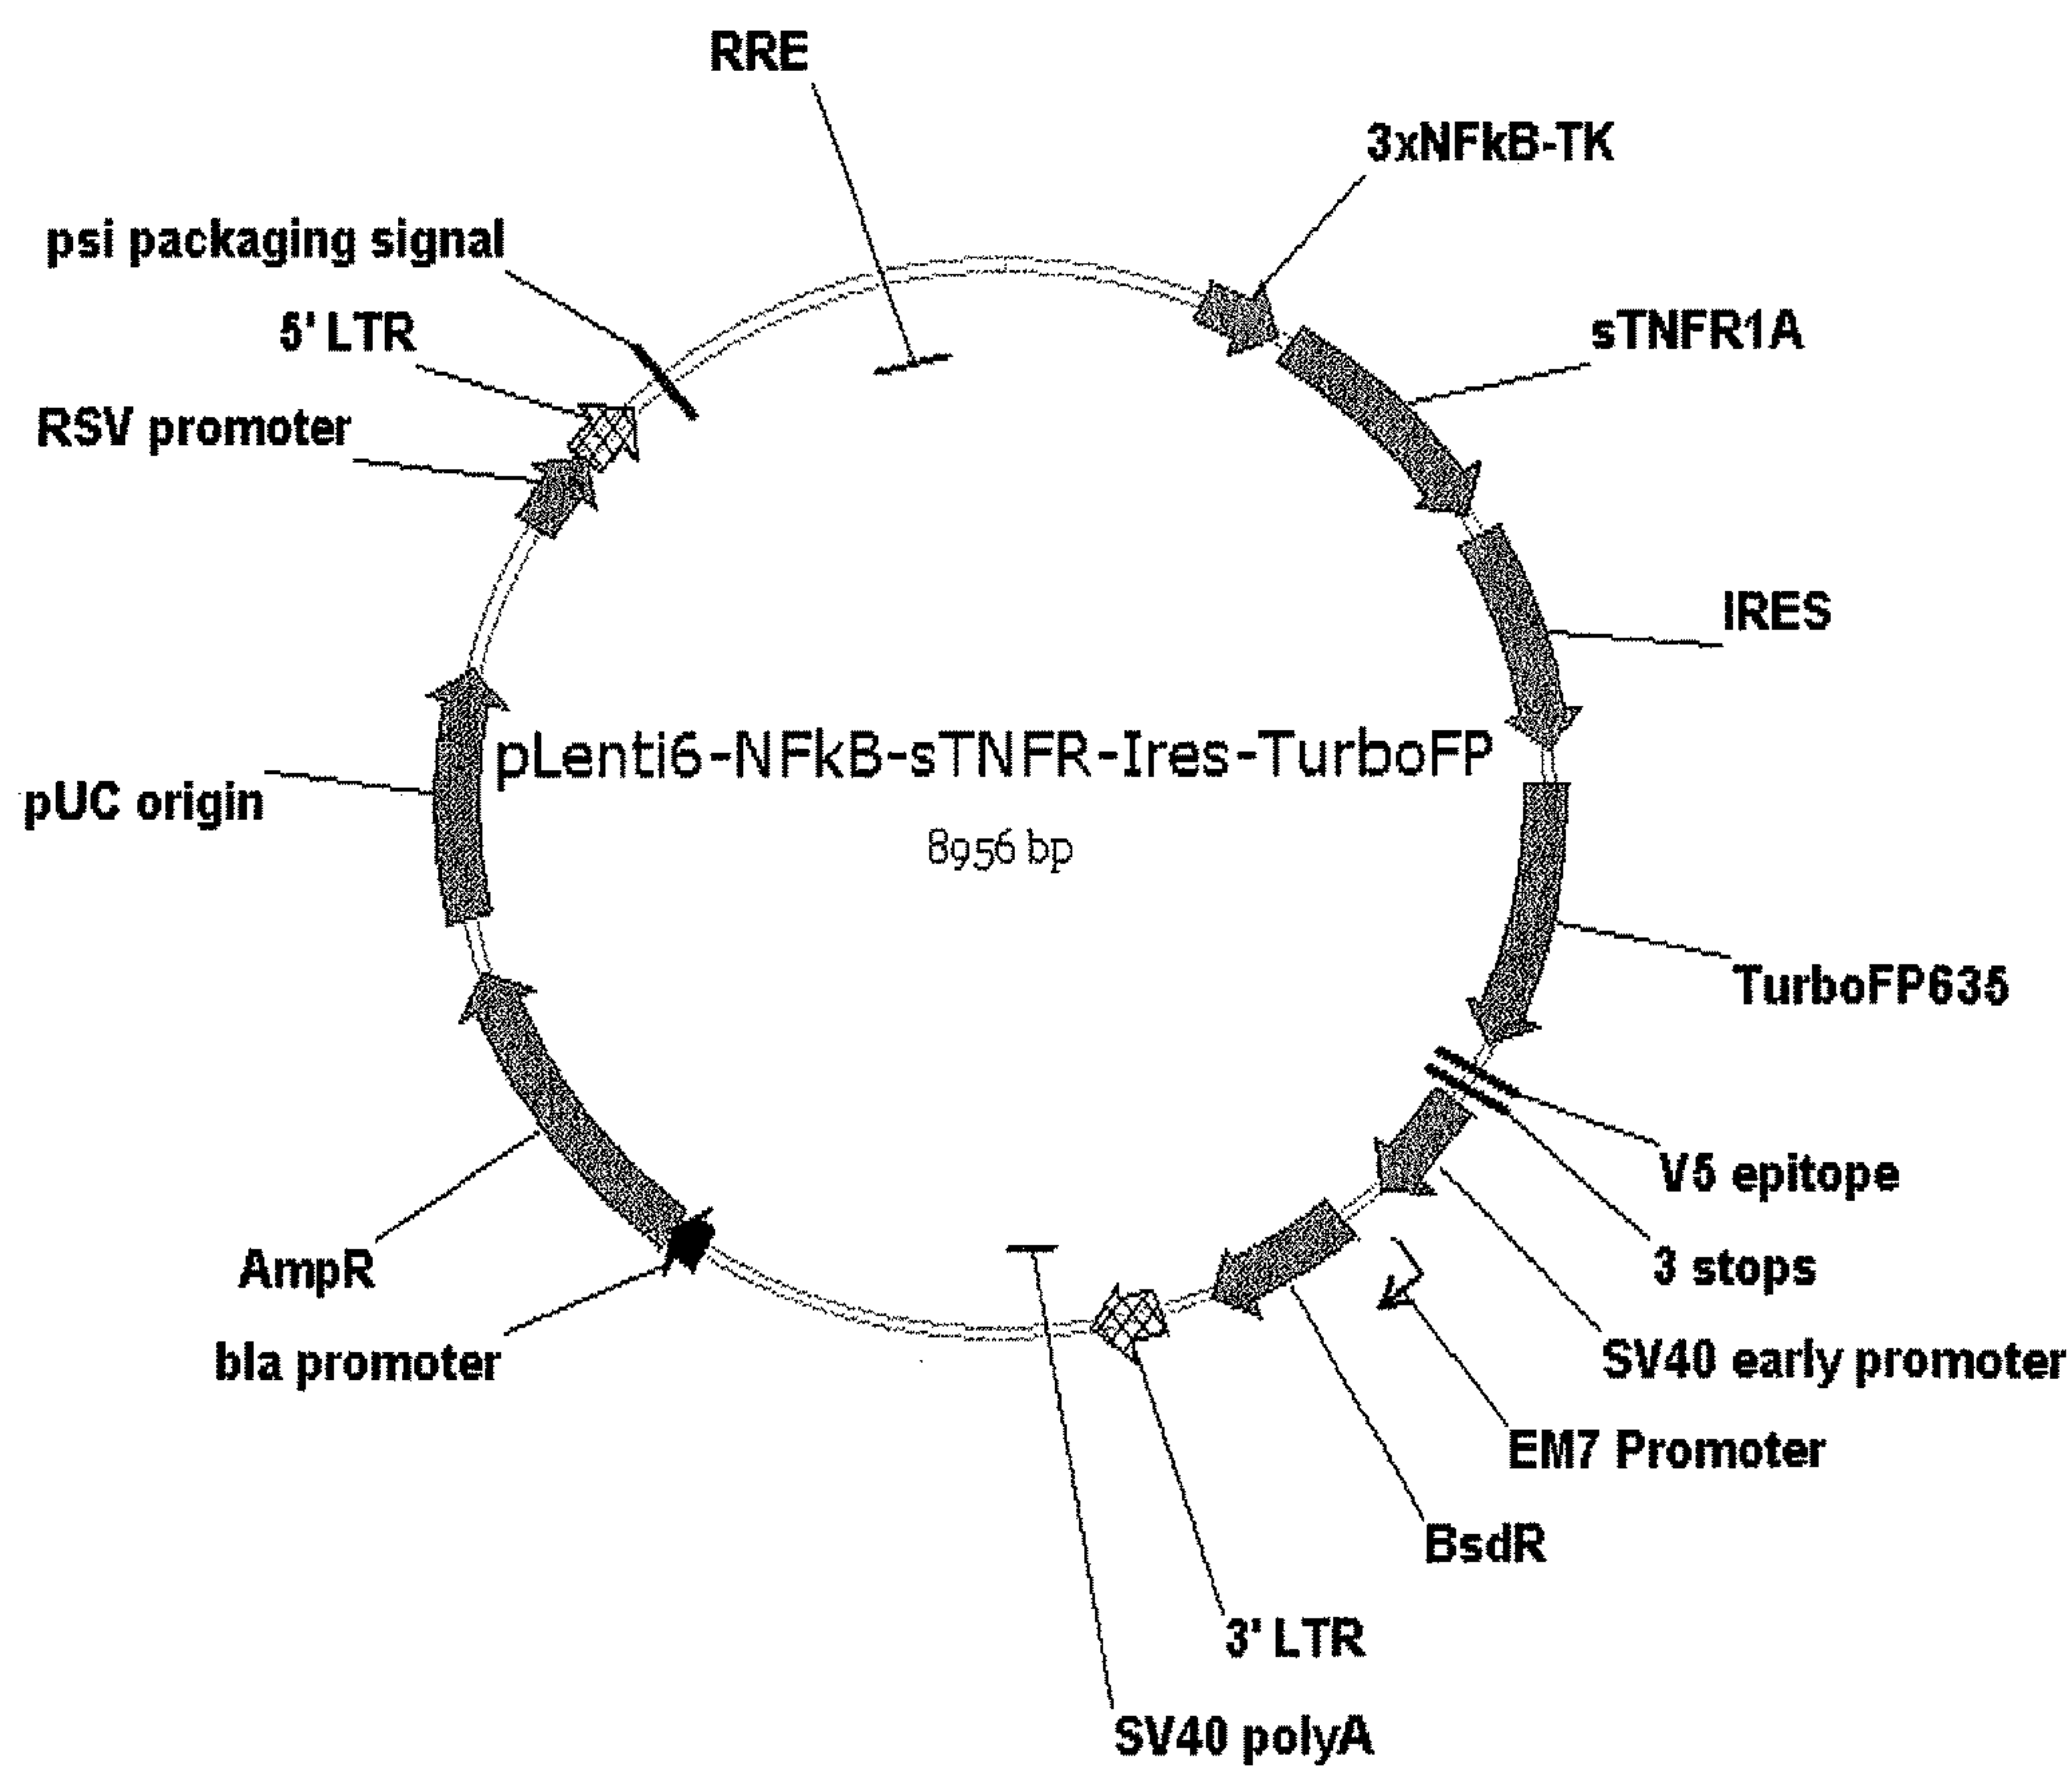 RRE
3xNFkB-TK
psi packaging signal
5' LTR
sTNFR1A
RSV promoter
IRES
pLenti6-NFkB-sTNFR-Ires-TurboFP
pUC origin
8956 bp
TurboFP635
V5 epitope
AmpR
3 stops
bla promoter
SV40 early promoter
EM7 Promoter
BsdR
3' LTR
SV40 polyA